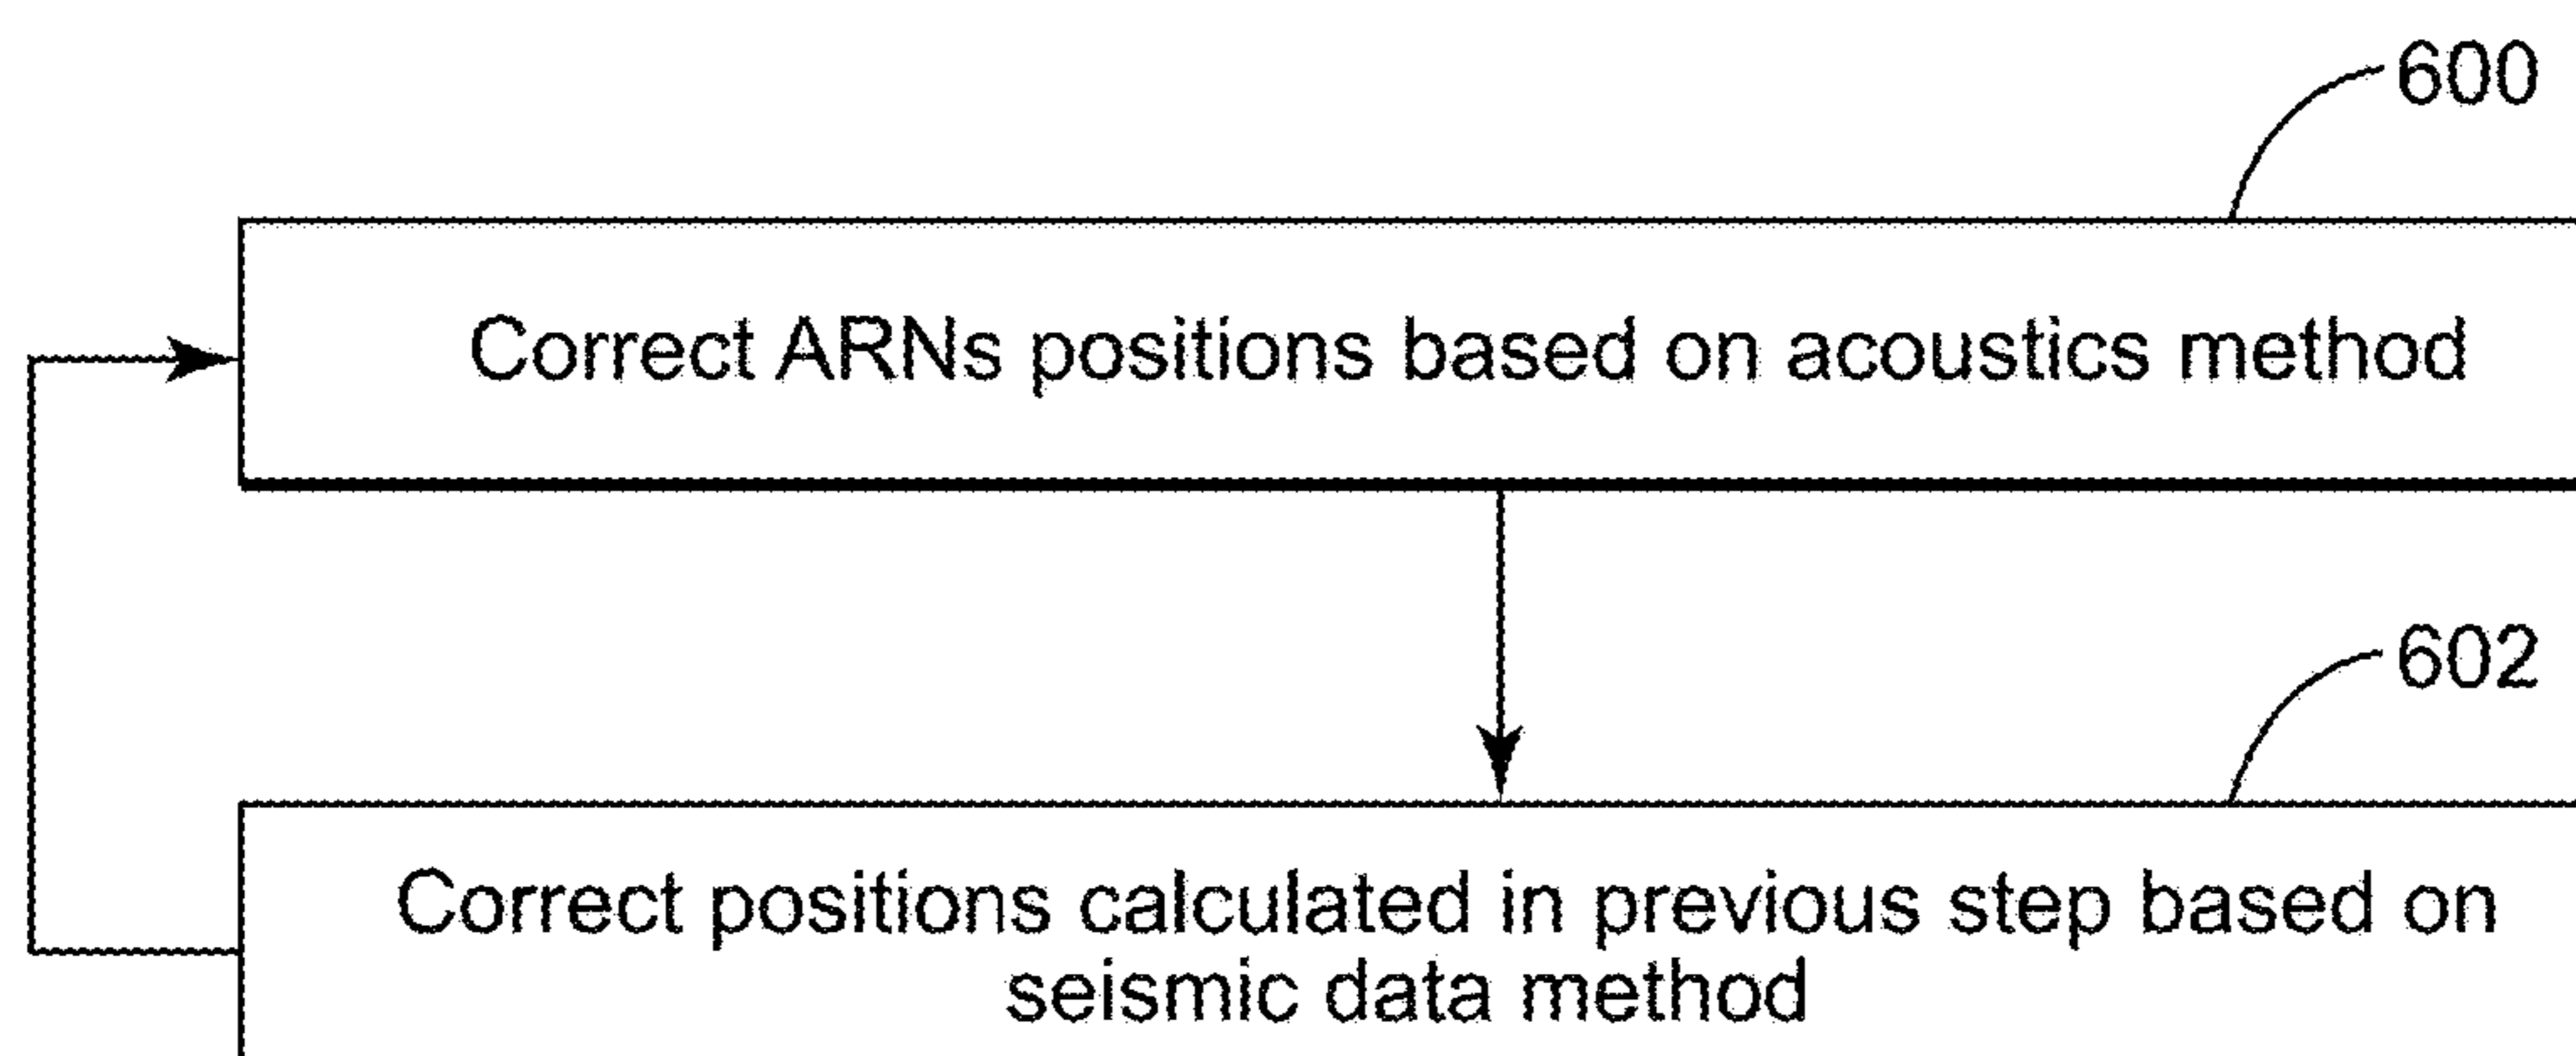 600
Correct ARNs positions based on acoustics method
602
Correct positions calculated in previous step based on
seismic data method